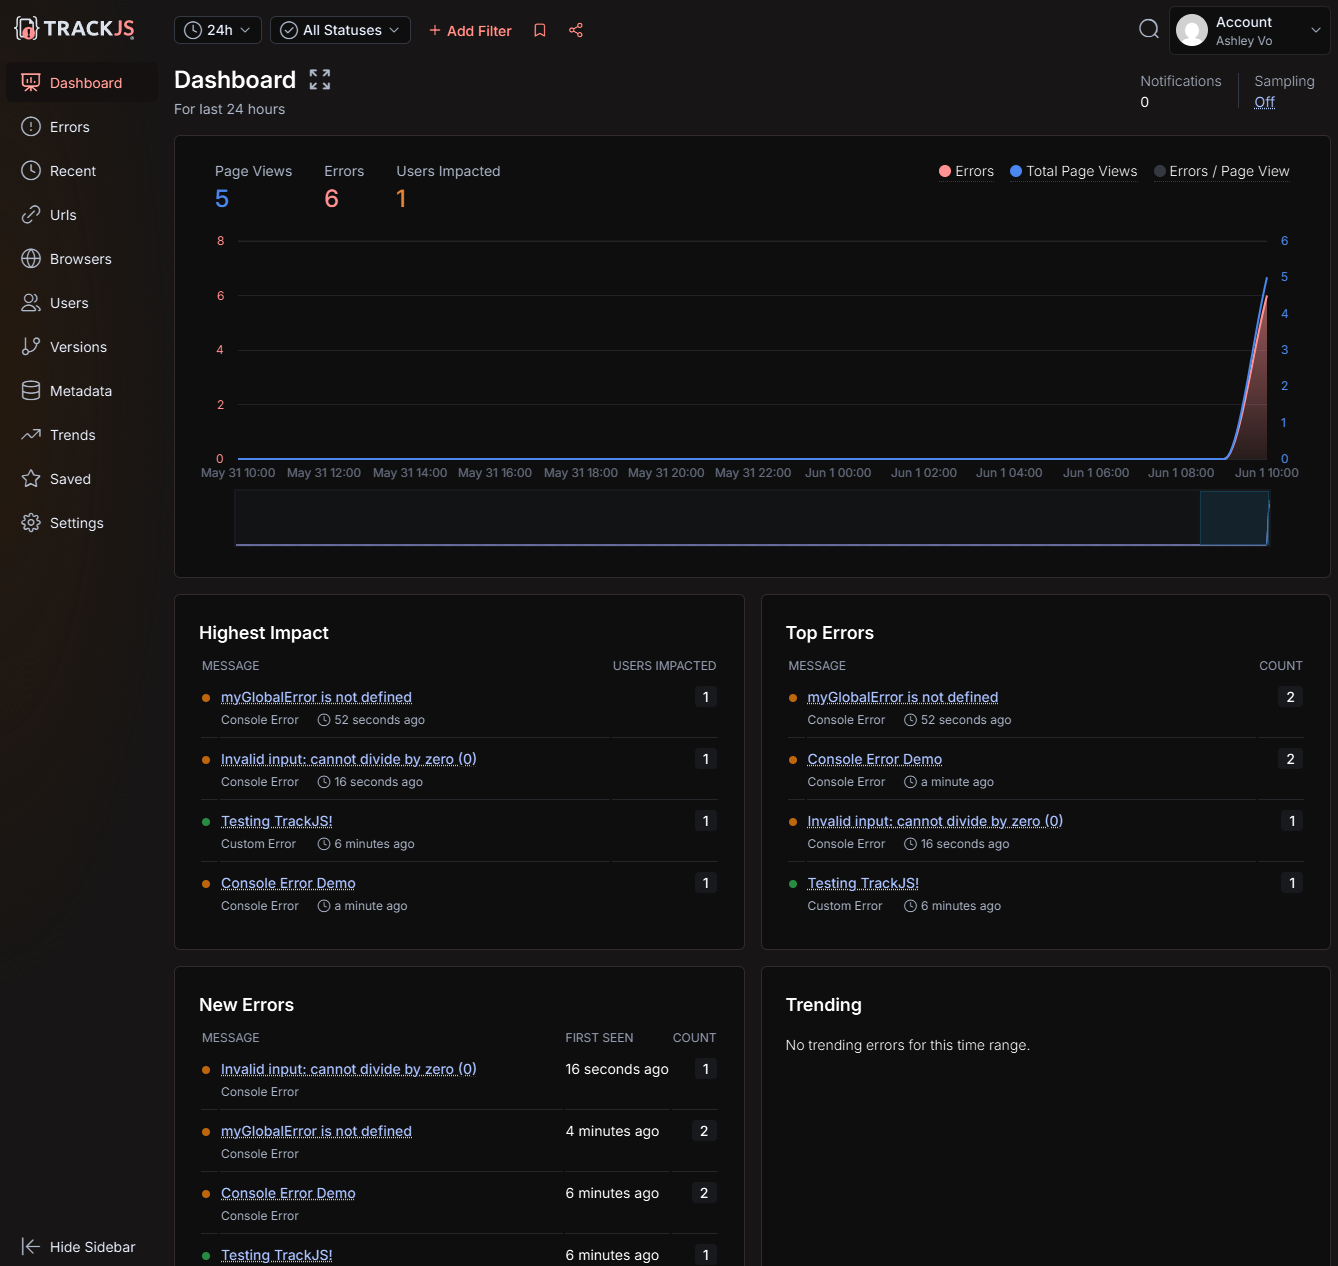 TRACKJS
24h
All Statuses
+ Add Filter
Account
Ashley Vo
Dashboard
Errors
Recent
Urls
Browsers
Users
Versions
Metadata
Trends
Saved
Settings
Hide Sidebar
Dashboard
For last 24 hours
Notifications
0
Sampling
Off
Page Views
5
Errors
6
Users Impacted
1
Errors
Total Page Views
Errors / Page View
8
6
4
2
0
6
5
4
3
2
1
0
May 31 10:00
May 31 12:00
May 31 14:00
May 31 16:00
May 31 18:00
May 31 20:00
May 31 22:00
Jun 1 00:00
Jun 1 02:00
Jun 1 04:00
Jun 1 06:00
Jun 1 08:00
Jun 1 10:00
Highest Impact
MESSAGE USERS IMPACTED
myGlobalError is not defined 1
Console Error 52 seconds ago
Invalid input: cannot divide by zero (0) 1
Console Error 16 seconds ago
Testing TrackJS! 1
Custom Error 6 minutes ago
Console Error Demo 1
Console Error a minute ago
Top Errors
MESSAGE COUNT
myGlobalError is not defined 2
Console Error 52 seconds ago
Console Error Demo 2
Console Error a minute ago
Invalid input: cannot divide by zero (0) 1
Console Error 16 seconds ago
Testing TrackJS! 1
Custom Error 6 minutes ago
New Errors
MESSAGE FIRST SEEN COUNT
Invalid input: cannot divide by zero (0) 16 seconds ago 1
Console Error
myGlobalError is not defined 4 minutes ago 2
Console Error
Console Error Demo 6 minutes ago 2
Console Error
Testing TrackJS! 6 minutes ago 1
Trending
No trending errors for this time range.